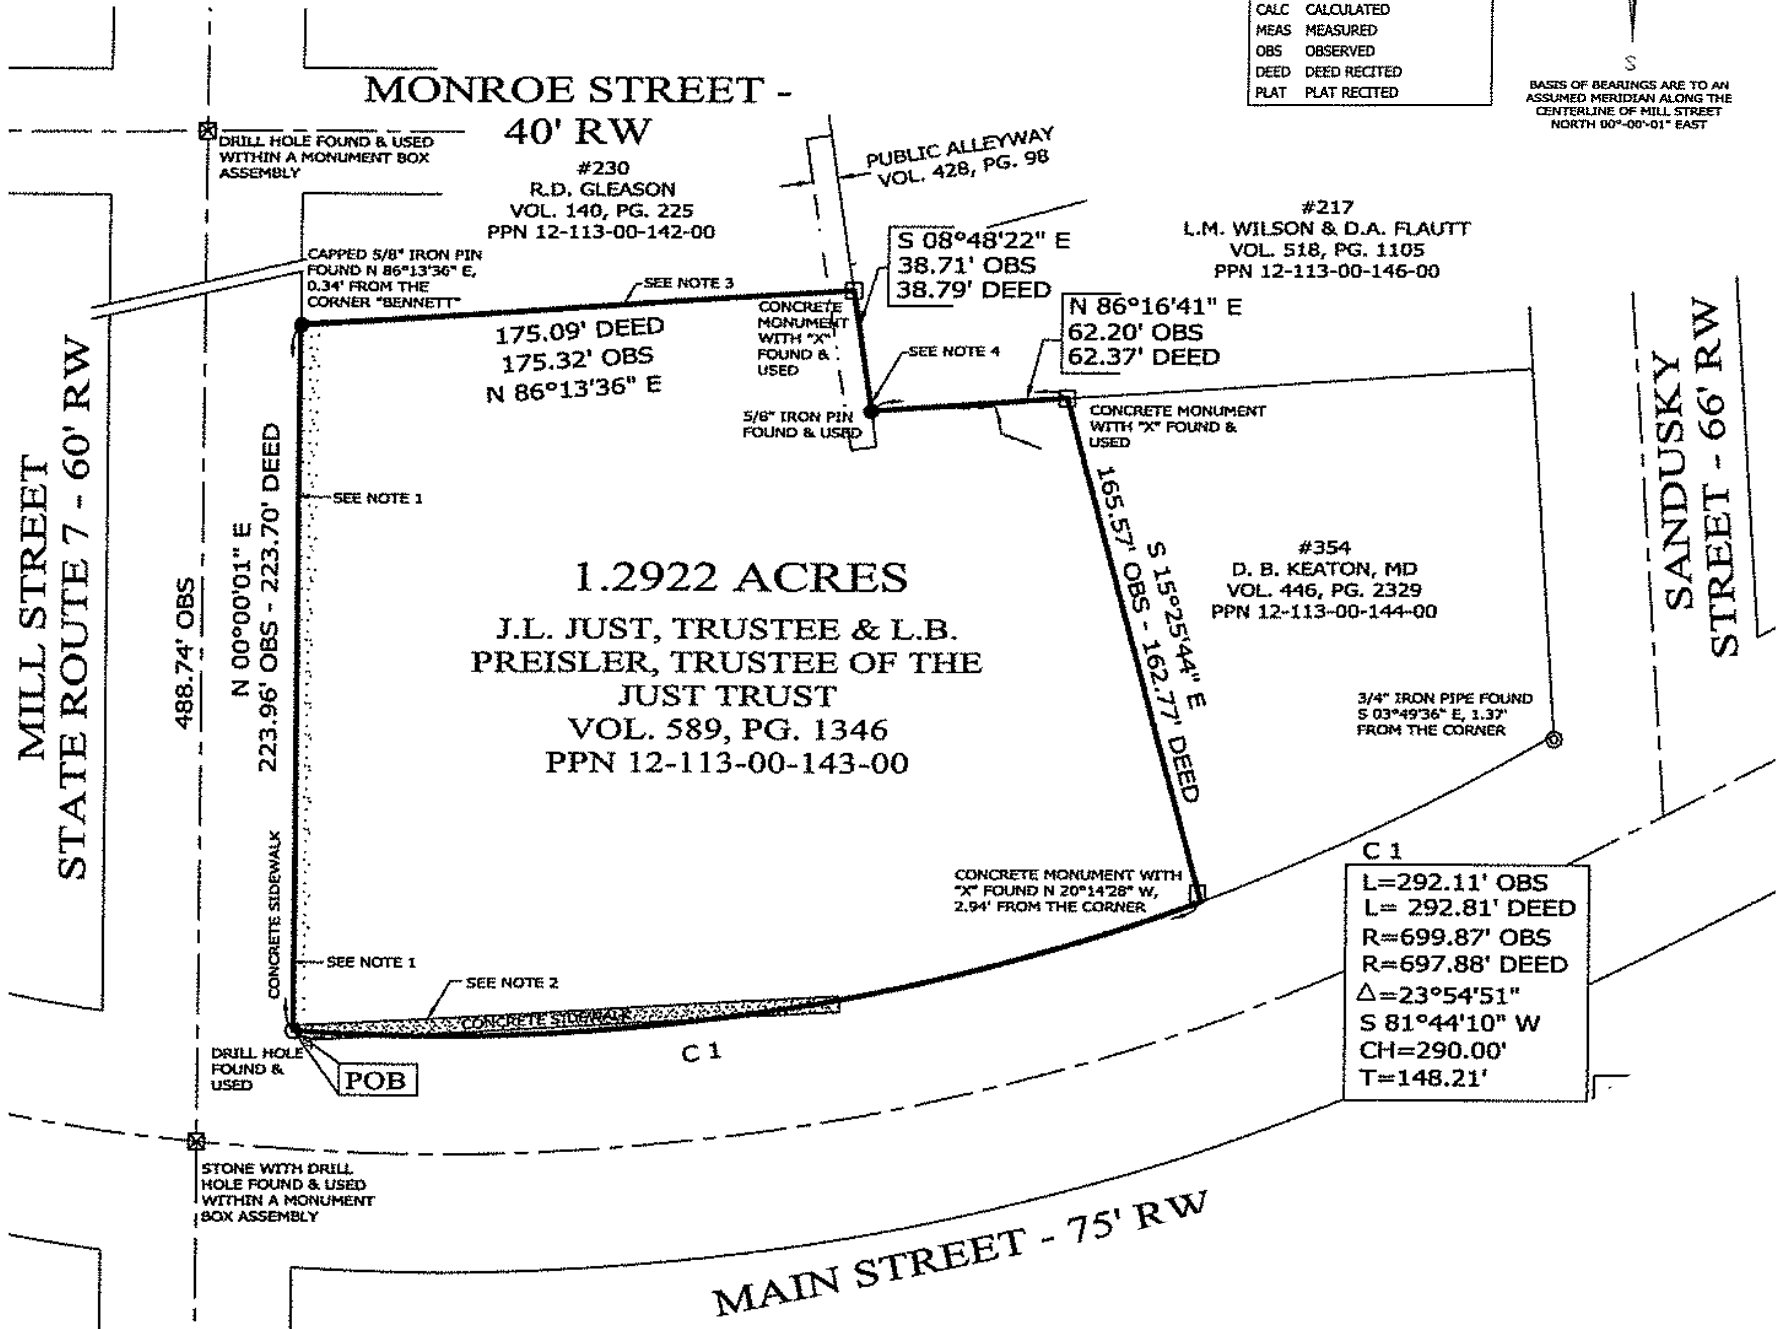 CALC CALCULATED
MEAS MEASURED
OBS OBSERVED
DEED DEED RECITED
PLAT PLAT RECITED
S
BASIS OF BEARINGS ARE TO AN
ASSUMED MERIDIAN ALONG THE
CENTERLINE OF MILL STREET
NORTH 00°-00'-01" EAST
MONROE STREET -
40' RW
DRILL HOLE FOUND & USED
WITHIN A MONUMENT BOX
ASSEMBLY
#230
R.D. GLEASON
VOL. 140, PG. 225
PPN 12-113-00-142-00
PUBLIC ALLEYWAY
VOL. 428, PG. 98
#217
L.M. WILSON & D.A. FLAUTT
VOL. 518, PG. 1105
PPN 12-113-00-146-00
S 08°48'22" E
38.71' OBS
38.79' DEED
CAPPED 5/8" IRON PIN
FOUND N 86°13'36" E,
0.34' FROM THE
CORNER "BENNETT"
SEE NOTE 3
CONCRETE
MONUMENT
WITH "X"
FOUND &
USED
N 86°16'41" E
62.20' OBS
62.37' DEED
175.09' DEED
175.32' OBS
N 86°13'36" E
SEE NOTE 4
5/8" IRON PIN
FOUND & USED
CONCRETE MONUMENT
WITH "X" FOUND &
USED
MILL STREET
STATE ROUTE 7 - 60' RW
488.74' OBS
N 00°00'01" E
223.96' OBS - 223.70' DEED
SEE NOTE 1
SANDUSKY
STREET - 66' RW
S 15°25'44" E
165.57' OBS - 162.77' DEED
#354
D. B. KEATON, MD
VOL. 446, PG. 2329
PPN 12-113-00-144-00
1.2922 ACRES
J.L. JUST, TRUSTEE & L.B.
PREISLER, TRUSTEE OF THE
JUST TRUST
VOL. 589, PG. 1346
PPN 12-113-00-143-00
3/4" IRON PIPE FOUND
S 03°49'36" E, 1.37'
FROM THE CORNER
CONCRETE SIDEWALK
SEE NOTE 1
CONCRETE MONUMENT WITH
"X" FOUND N 20°14'28" W,
2.94' FROM THE CORNER
C 1
L=292.11' OBS
L= 292.81' DEED
R=699.87' OBS
R=697.88' DEED
△=23°54'51"
S 81°44'10" W
CH=290.00'
T=148.21'
SEE NOTE 2
CONCRETE SIDEWALK
C 1
DRILL HOLE
FOUND &
USED
POB
STONE WITH DRILL
HOLE FOUND & USED
WITHIN A MONUMENT
BOX ASSEMBLY
MAIN STREET - 75' RW